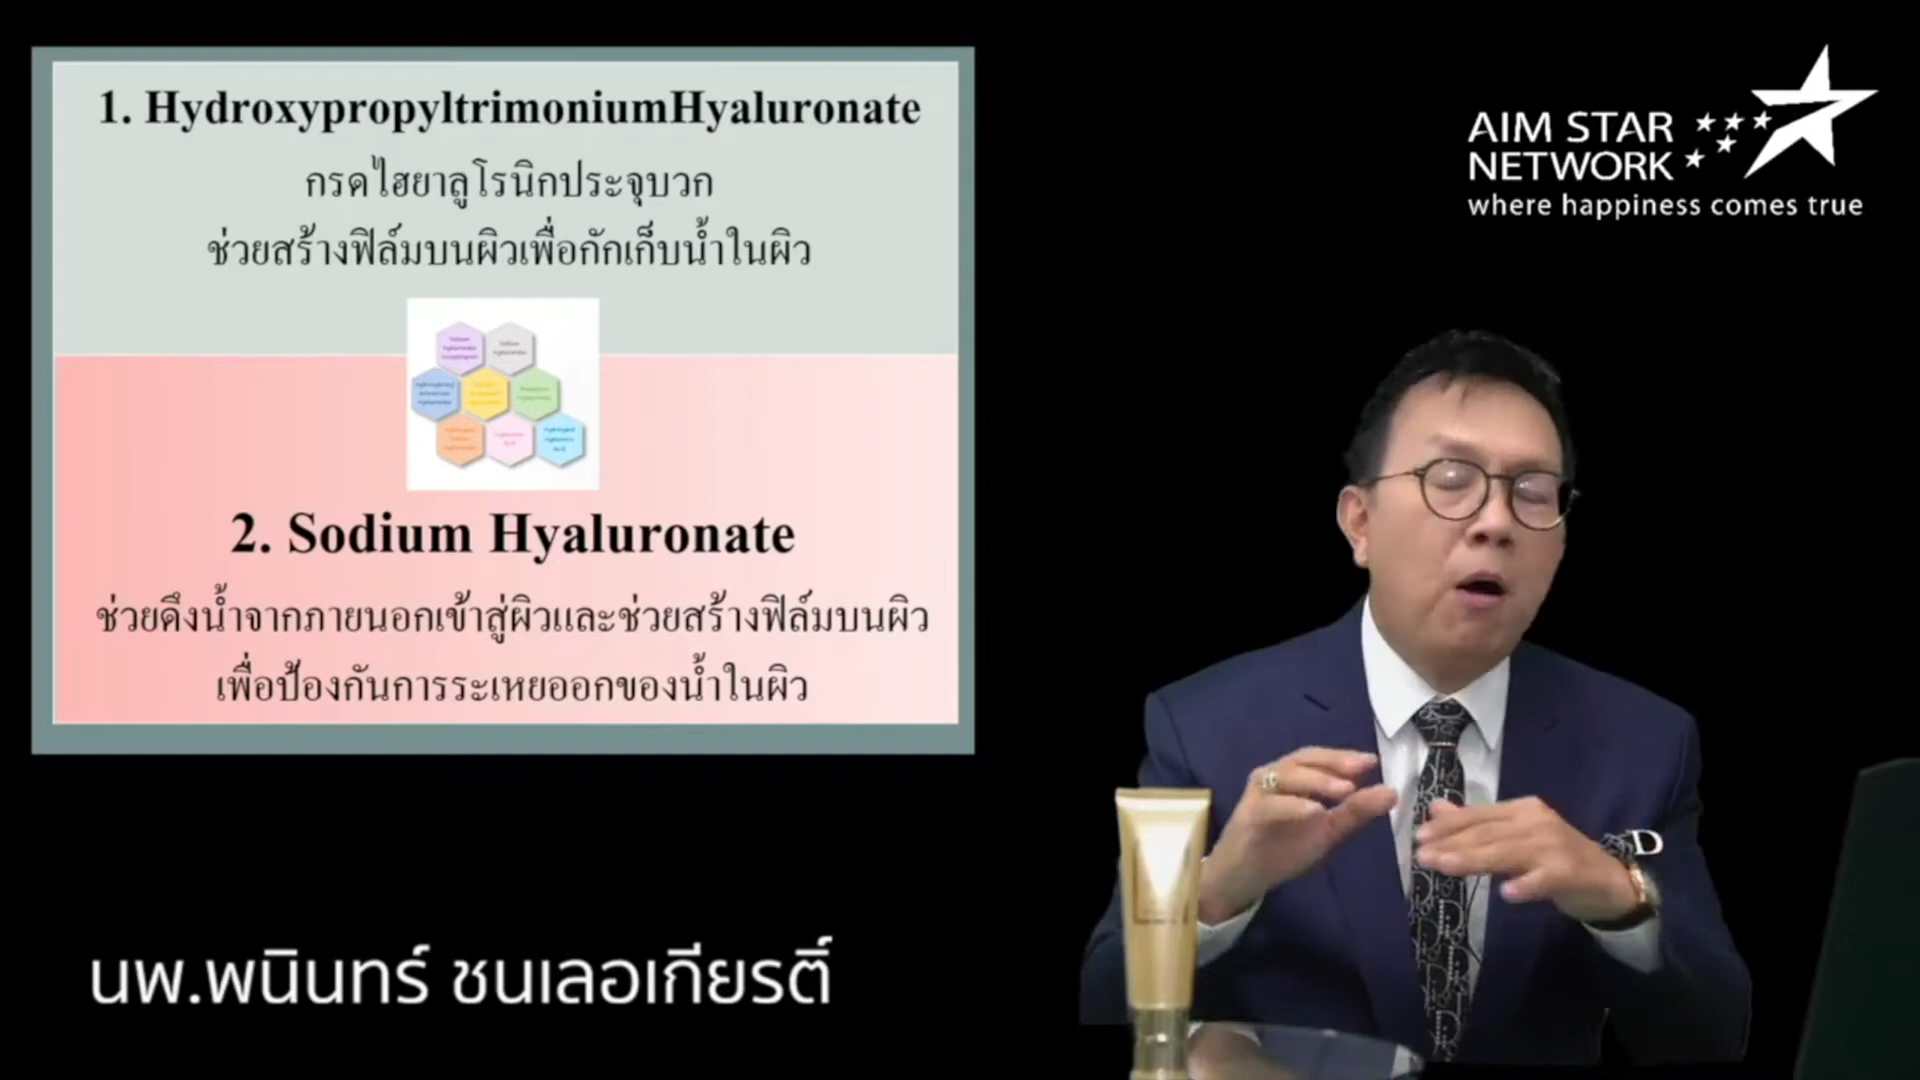 1. HydroxypropyltrimoniumHyaluronate
กรดไฮยาลูโรนิกประจุบวก
ช่วยสร้างฟิล์มบนผิวเพื่อกักเก็บน้ำในผิว
2. Sodium Hyaluronate
ช่วยดึงน้ำจากภายนอกเข้าสู่ผิวและช่วยสร้างฟิล์มบนผิว
เพื่อป้องกันการระเหยออกของน้ำในผิว
AIM STAR
NETWORK
where happiness comes true
D
นพ.พนินทร์ ชนเลอเกียรติ์